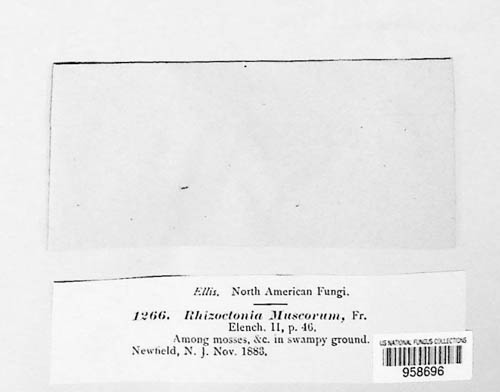 Ellis. North American Fungi.
1266. Rhizoctonia Muscorum, Fr.
Elench. II, p. 46.
Among mosses, &c. in swampy ground.
Newfield, N. J. Nov. 1883.
US NATIONAL FUNGUS COLLECTIONS
958696